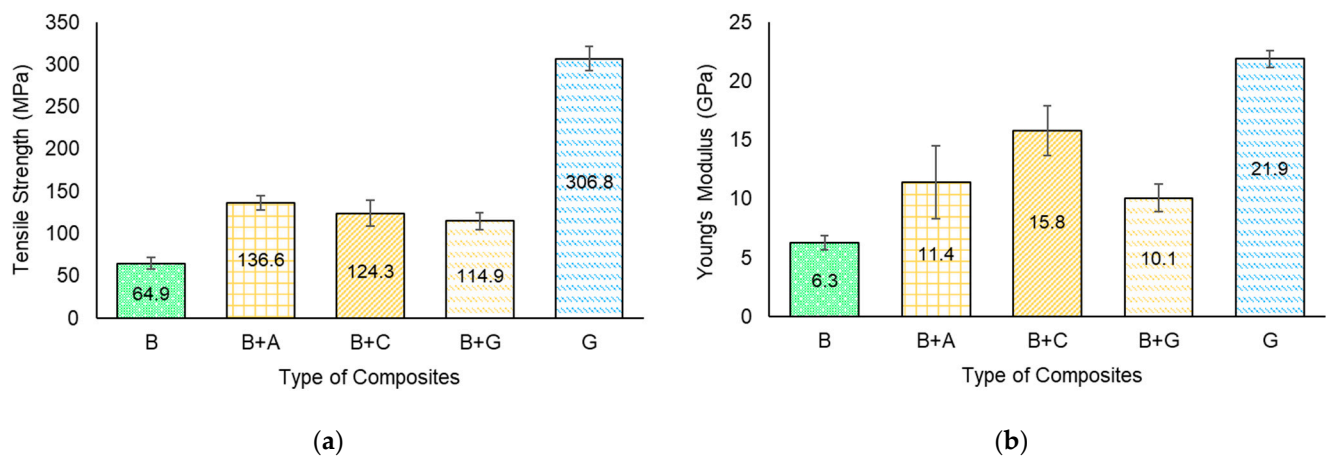 350
300
250
200
150
100
50
0
Tensile Strength (MPa)
64.9
136.6
124.3
114.9
306.8
B
B+A
B+C
B+G
G
Type of Composites
(a)
25
20
15
10
5
0
Young's Modulus (GPa)
6.3
11.4
15.8
10.1
21.9
B
B+A
B+C
B+G
G
Type of Composites
(b)